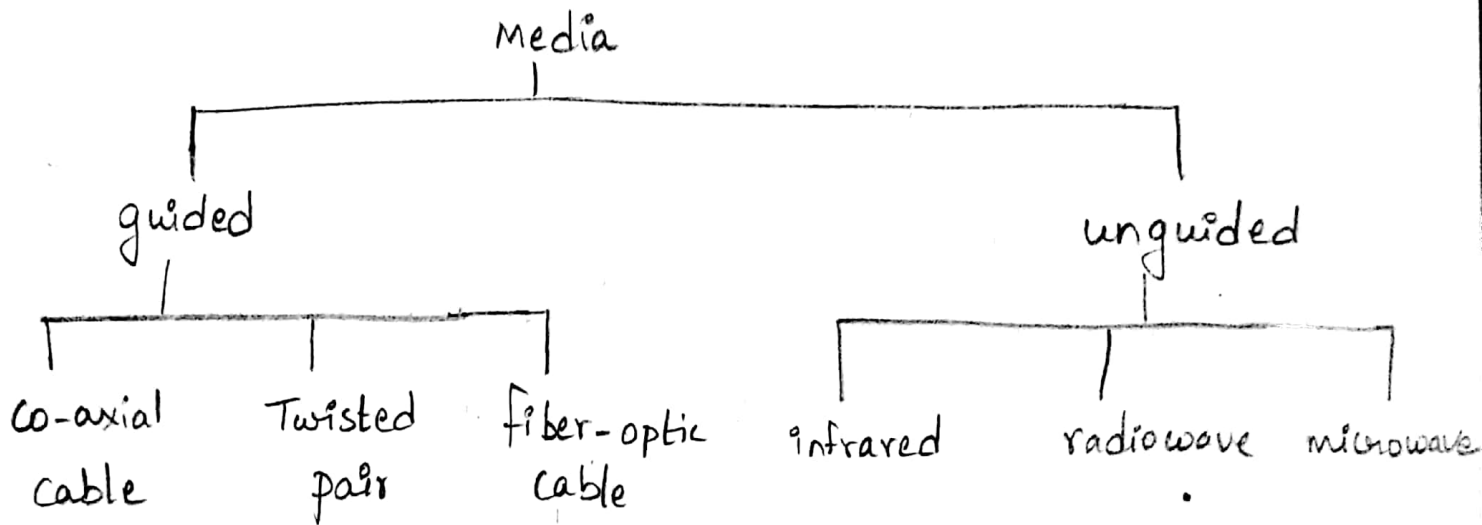 Media
guided unguided
co-axial Twisted fiber-optic infrared radiowave microwave
cable pair cable